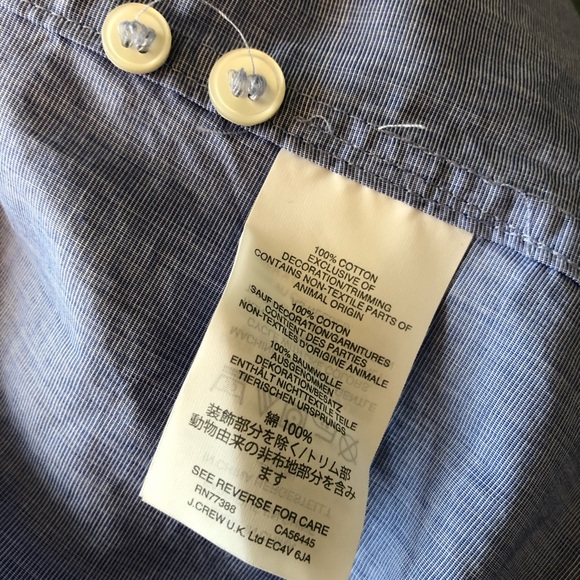 100% COTTON
EXCLUSIVE OF
DECORATION/TRIMMING
CONTAINS NON-TEXTILE PARTS OF
ANIMAL ORIGIN
100% COTON
SAUF DECORATION/GARNITURES
CONTIENT DES PARTIES
NON-TEXTILES D'ORIGINE ANIMALE
100% BAUMWOLLE
AUSGENOMMEN
DEKORATION/BESATZ
ENTHÄLT NICHTTEXTILE TEILE
TIERISCHEN URSPRUNGS
綿 100%
装飾部分を除く/トリム部
動物由来の非布地部分を含み
ます
SEE REVERSE FOR CARE
RN77388 CA56445
J.CREW U.K. Ltd EC4V 6JA